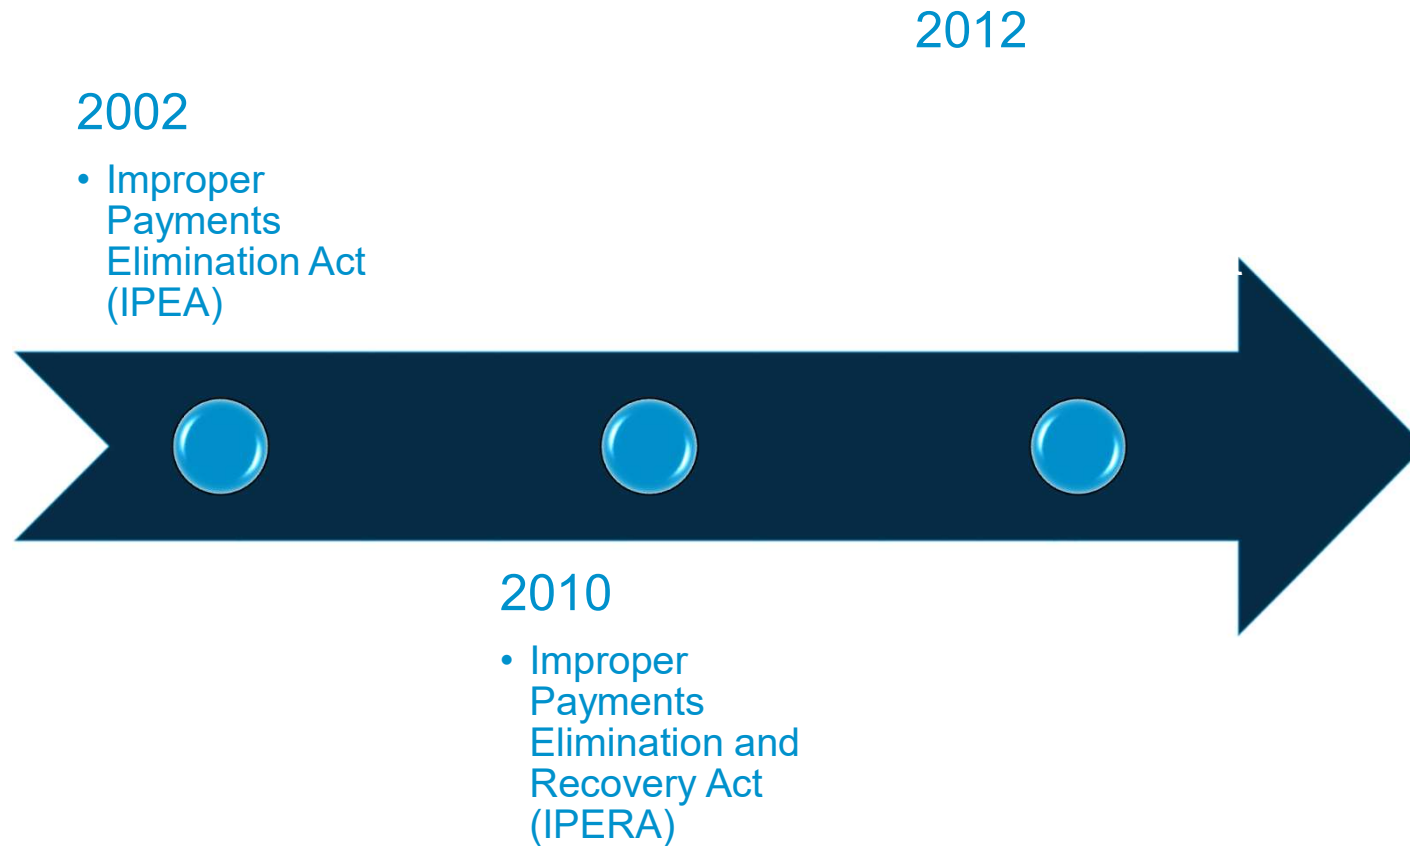 2002
• Improper
Payments
Elimination Act
(IPEA)
2010
• Improper
Payments
Elimination and
Recovery Act
(IPERA)
2012